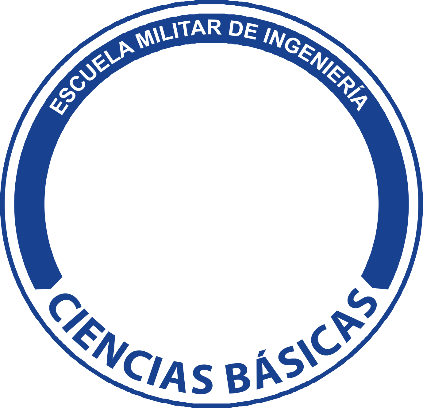 ESCUELA MILITAR DE INGENIERÍA
CIENCIAS BÁSICAS